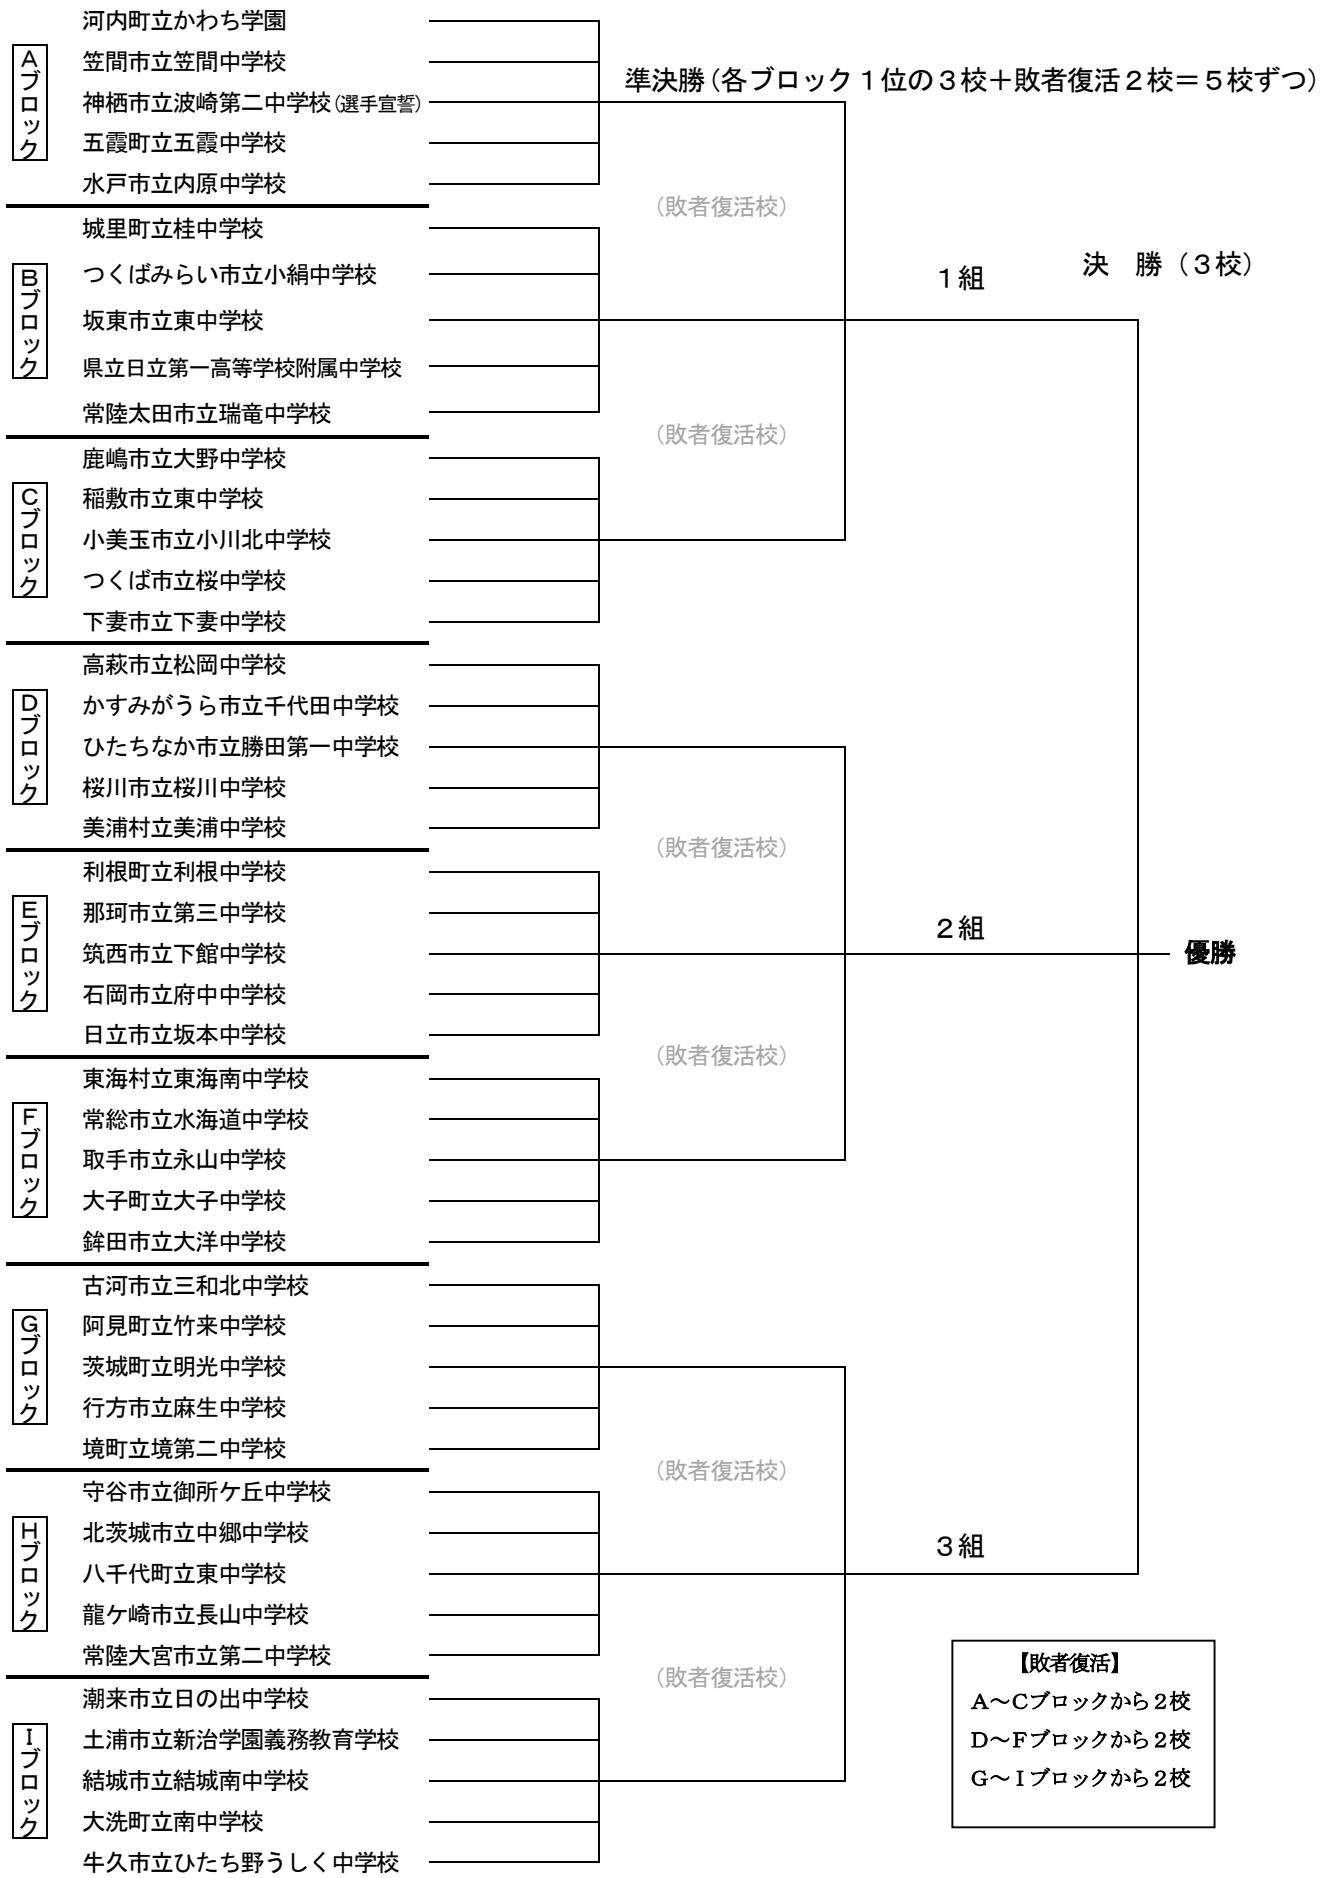 準決勝(各ブロック1位の3校+敗者復活2校=5校ずつ)
決　勝(3校)
Aブロック
河内町立かわち学園
笠間市立笠間中学校
神栖市立波崎第二中学校(選手宣誓)
五霞町立五霞中学校
水戸市立内原中学校
(敗者復活校)
Bブロック
城里町立桂中学校
つくばみらい市立小絹中学校
坂東市立東中学校
県立日立第一高等学校附属中学校
常陸太田市立瑞竜中学校
1組
(敗者復活校)
Cブロック
鹿嶋市立大野中学校
稲敷市立東中学校
小美玉市立小川北中学校
つくば市立桜中学校
下妻市立下妻中学校
Dブロック
高萩市立松岡中学校
かすみがうら市立千代田中学校
ひたちなか市立勝田第一中学校
桜川市立桜川中学校
美浦村立美浦中学校
(敗者復活校)
Eブロック
利根町立利根中学校
那珂市立第三中学校
筑西市立下館中学校
石岡市立府中中学校
日立市立坂本中学校
2組
優勝
(敗者復活校)
Fブロック
東海村立東海南中学校
常総市立水海道中学校
取手市立永山中学校
大子町立大子中学校
鉾田市立大洋中学校
Gブロック
古河市立三和北中学校
阿見町立竹来中学校
茨城町立明光中学校
行方市立麻生中学校
境町立境第二中学校
(敗者復活校)
Hブロック
守谷市立御所ケ丘中学校
北茨城市立中郷中学校
八千代町立東中学校
龍ケ崎市立長山中学校
常陸大宮市立第二中学校
3組
(敗者復活校)
Iブロック
潮来市立日の出中学校
土浦市立新治学園義務教育学校
結城市立結城南中学校
大洗町立南中学校
牛久市立ひたち野うしく中学校
【敗者復活】
A～Cブロックから2校
D～Fブロックから2校
G～Iブロックから2校